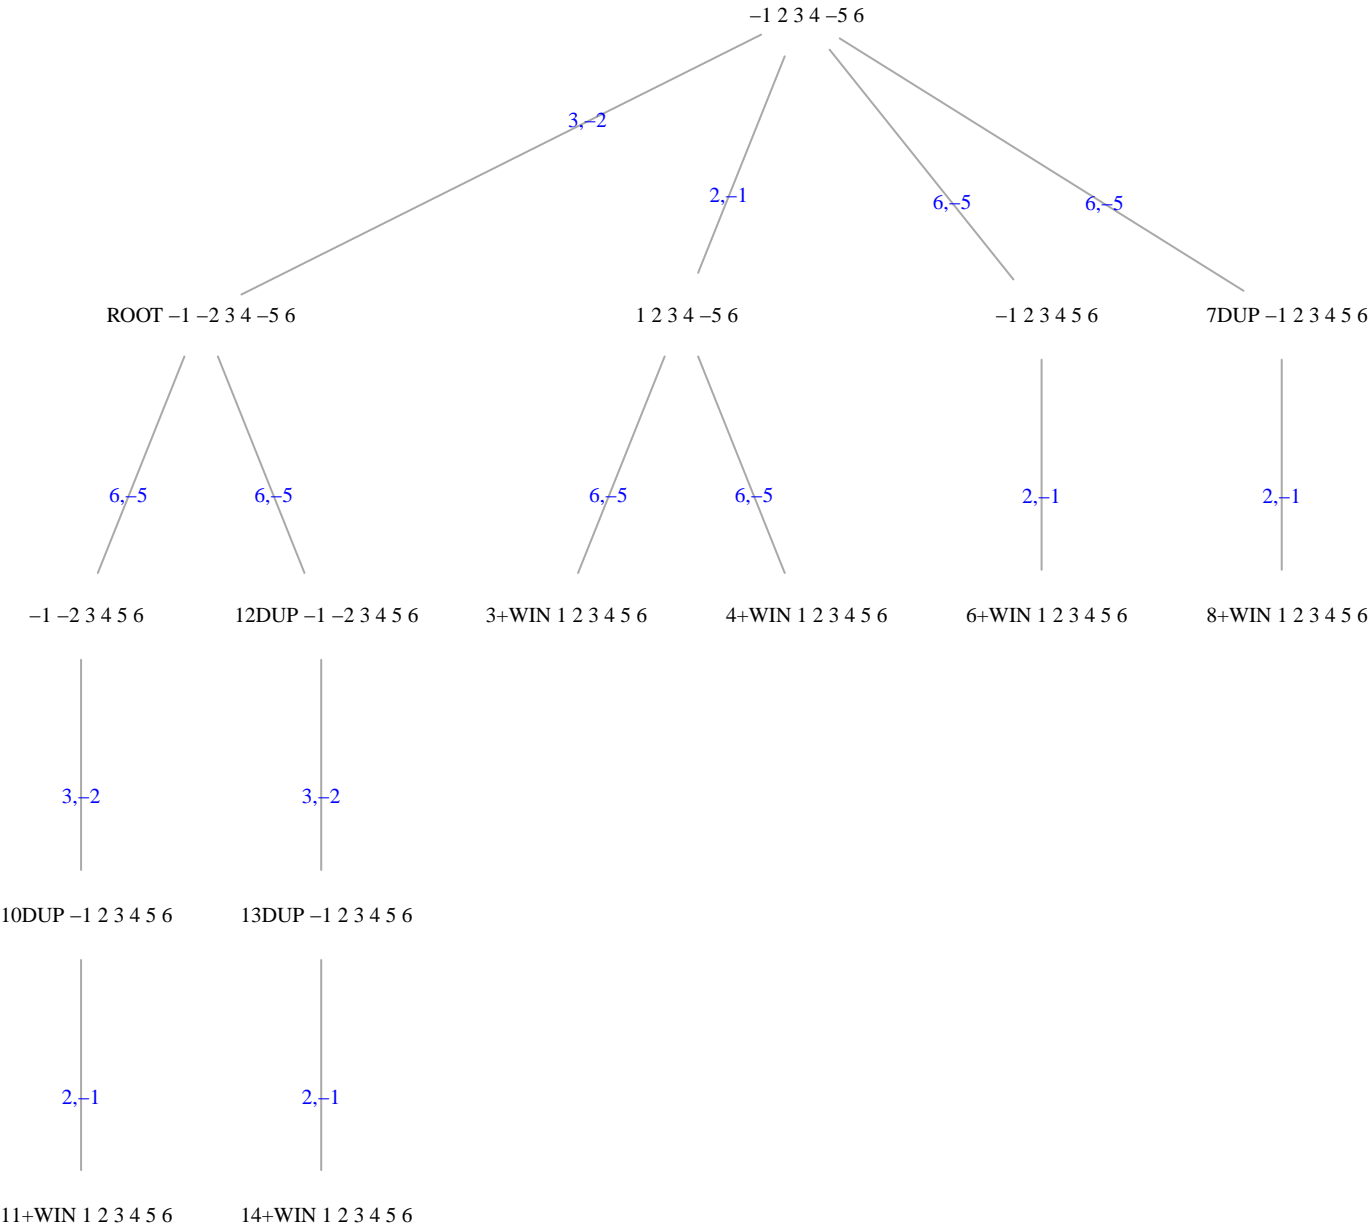 −1 2 3 4 −5 6
3,−2
2,−1
6,−5
6,−5
ROOT −1 −2 3 4 −5 6
1 2 3 4 −5 6
−1 2 3 4 5 6
7DUP −1 2 3 4 5 6
6,−5
6,−5
6,−5
6,−5
2,−1
2,−1
−1 −2 3 4 5 6
12DUP −1 −2 3 4 5 6
3+WIN 1 2 3 4 5 6
4+WIN 1 2 3 4 5 6
6+WIN 1 2 3 4 5 6
8+WIN 1 2 3 4 5 6
3,−2
3,−2
10DUP −1 2 3 4 5 6
13DUP −1 2 3 4 5 6
2,−1
2,−1
11+WIN 1 2 3 4 5 6
14+WIN 1 2 3 4 5 6